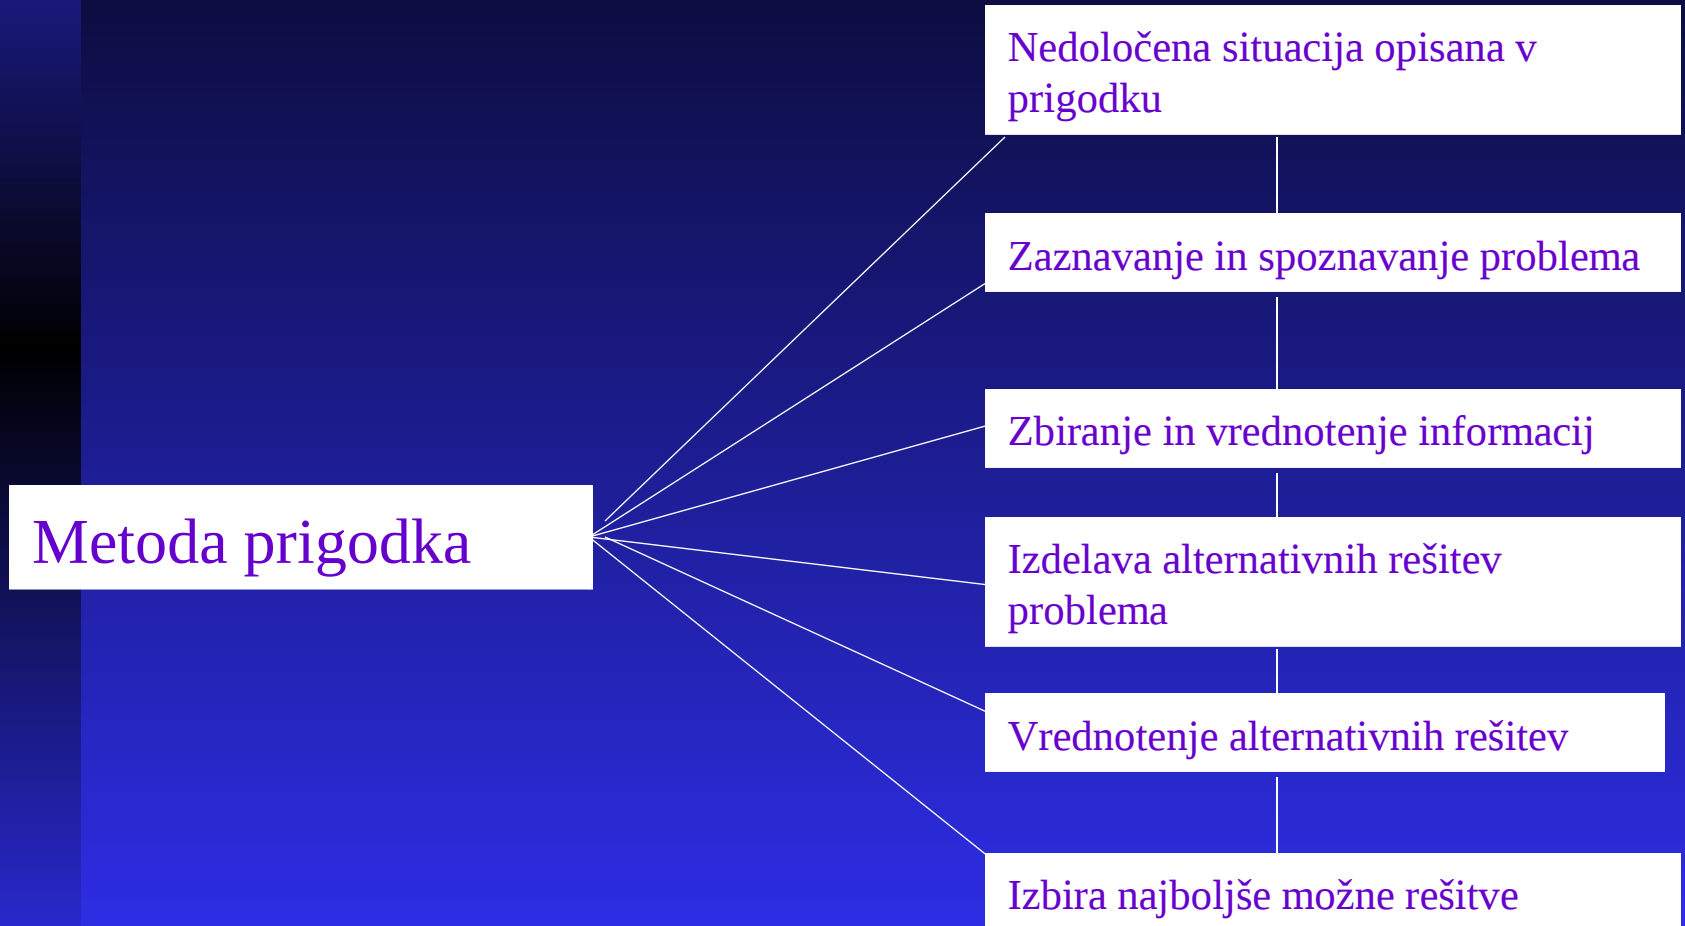 Nedoločena situacija opisana v
prigodku
Zaznavanje in spoznavanje problema
Zbiranje in vrednotenje informacij
Metoda prigodka
Izdelava alternativnih rešitev
problema
Vrednotenje alternativnih rešitev
Izbira najboljše možne rešitve